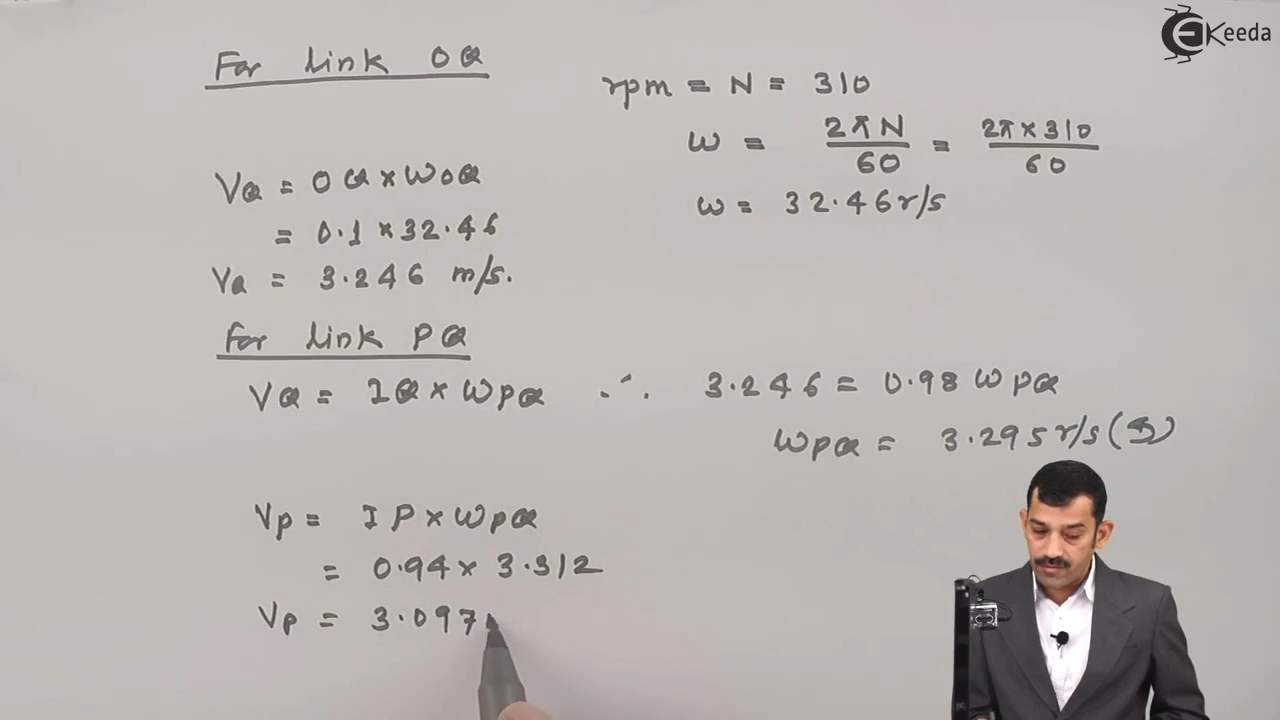 Keeda
For link OQ
rpm = N = 310
ω = 2πN / 60 = 2π×310 / 60
ω = 32.46 r/s
VQ = OQ × ωOQ
= 0.1 × 32.46
VQ = 3.246 m/s.
For link PQ
VQ = IQ × ωPQ ∴ 3.246 = 0.98 ωPQ
ωPQ = 3.295 r/s (↺)
VP = IP × ωPQ
= 0.94 × 3.312
VP = 3.097